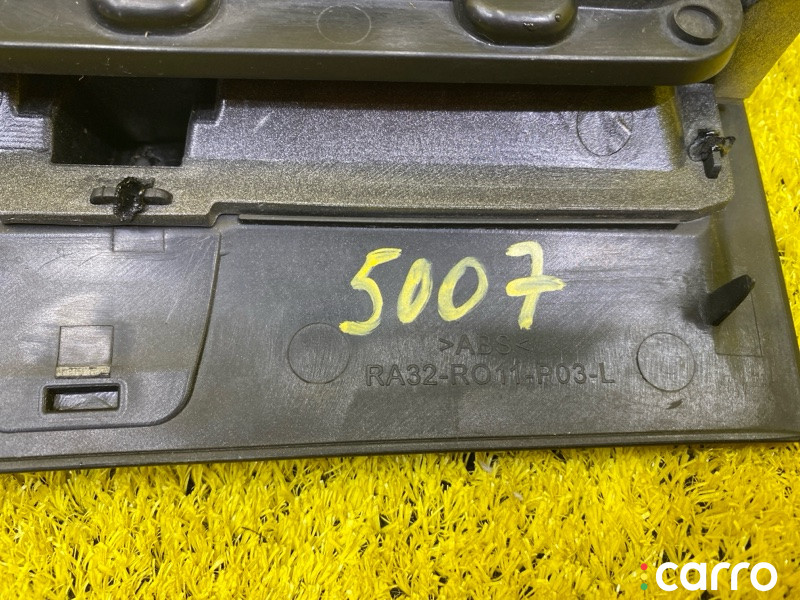 5007
>ABS<
RA32-RO11-P03-L
carro